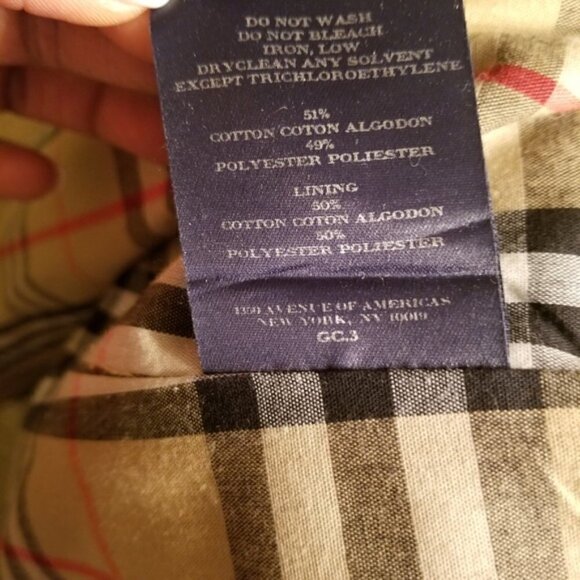 DO NOT WASH
DO NOT BLEACH
IRON, LOW
DRYCLEAN ANY SOLVENT
EXCEPT TRICHLOROETHYLENE
51%
COTTON COTON ALGODON
49%
POLYESTER POLIESTER
LINING
50%
COTTON COTON ALGODON
50%
POLYESTER POLIESTER
1350 AVENUE OF AMERICAS
NEW YORK, NY 10019
GC.3